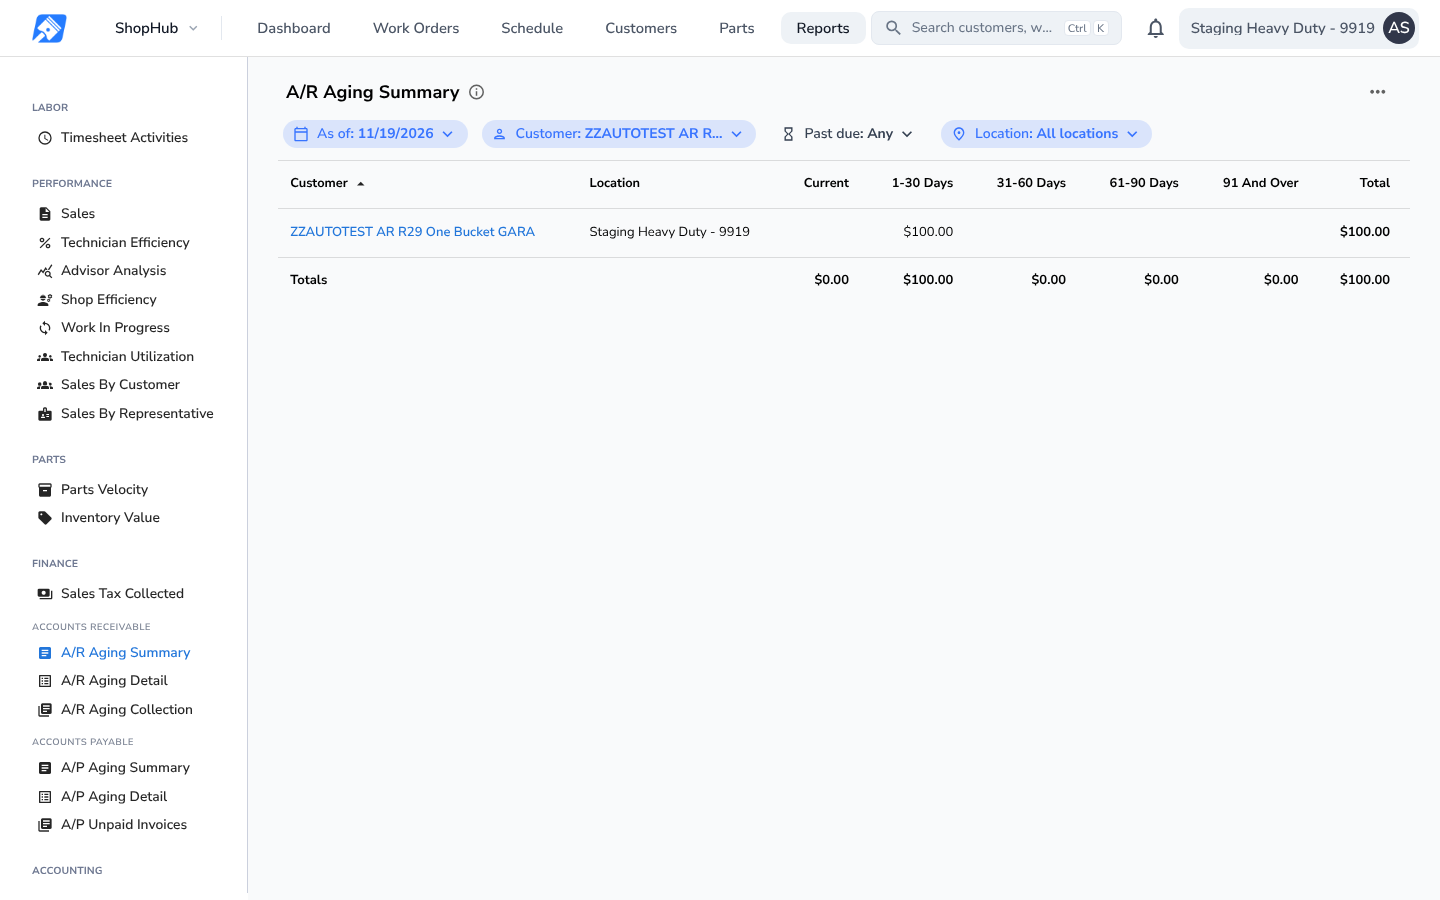 ShopHub
Dashboard
Work Orders
Schedule
Customers
Parts
Reports
Search customers, w...
Ctrl
K
Staging Heavy Duty - 9919
AS
LABOR
Timesheet Activities
PERFORMANCE
Sales
Technician Efficiency
Advisor Analysis
Shop Efficiency
Work In Progress
Technician Utilization
Sales By Customer
Sales By Representative
PARTS
Parts Velocity
Inventory Value
FINANCE
Sales Tax Collected
ACCOUNTS RECEIVABLE
A/R Aging Summary
A/R Aging Detail
A/R Aging Collection
ACCOUNTS PAYABLE
A/P Aging Summary
A/P Aging Detail
A/P Unpaid Invoices
ACCOUNTING
A/R Aging Summary
As of: 11/19/2026
Customer: ZZAUTOTEST AR R...
Past due: Any
Location: All locations
Customer Location Current 1-30 Days 31-60 Days 61-90 Days 91 And Over Total
ZZAUTOTEST AR R29 One Bucket GARA Staging Heavy Duty - 9919 $100.00 $100.00
Totals $0.00 $100.00 $0.00 $0.00 $0.00 $100.00